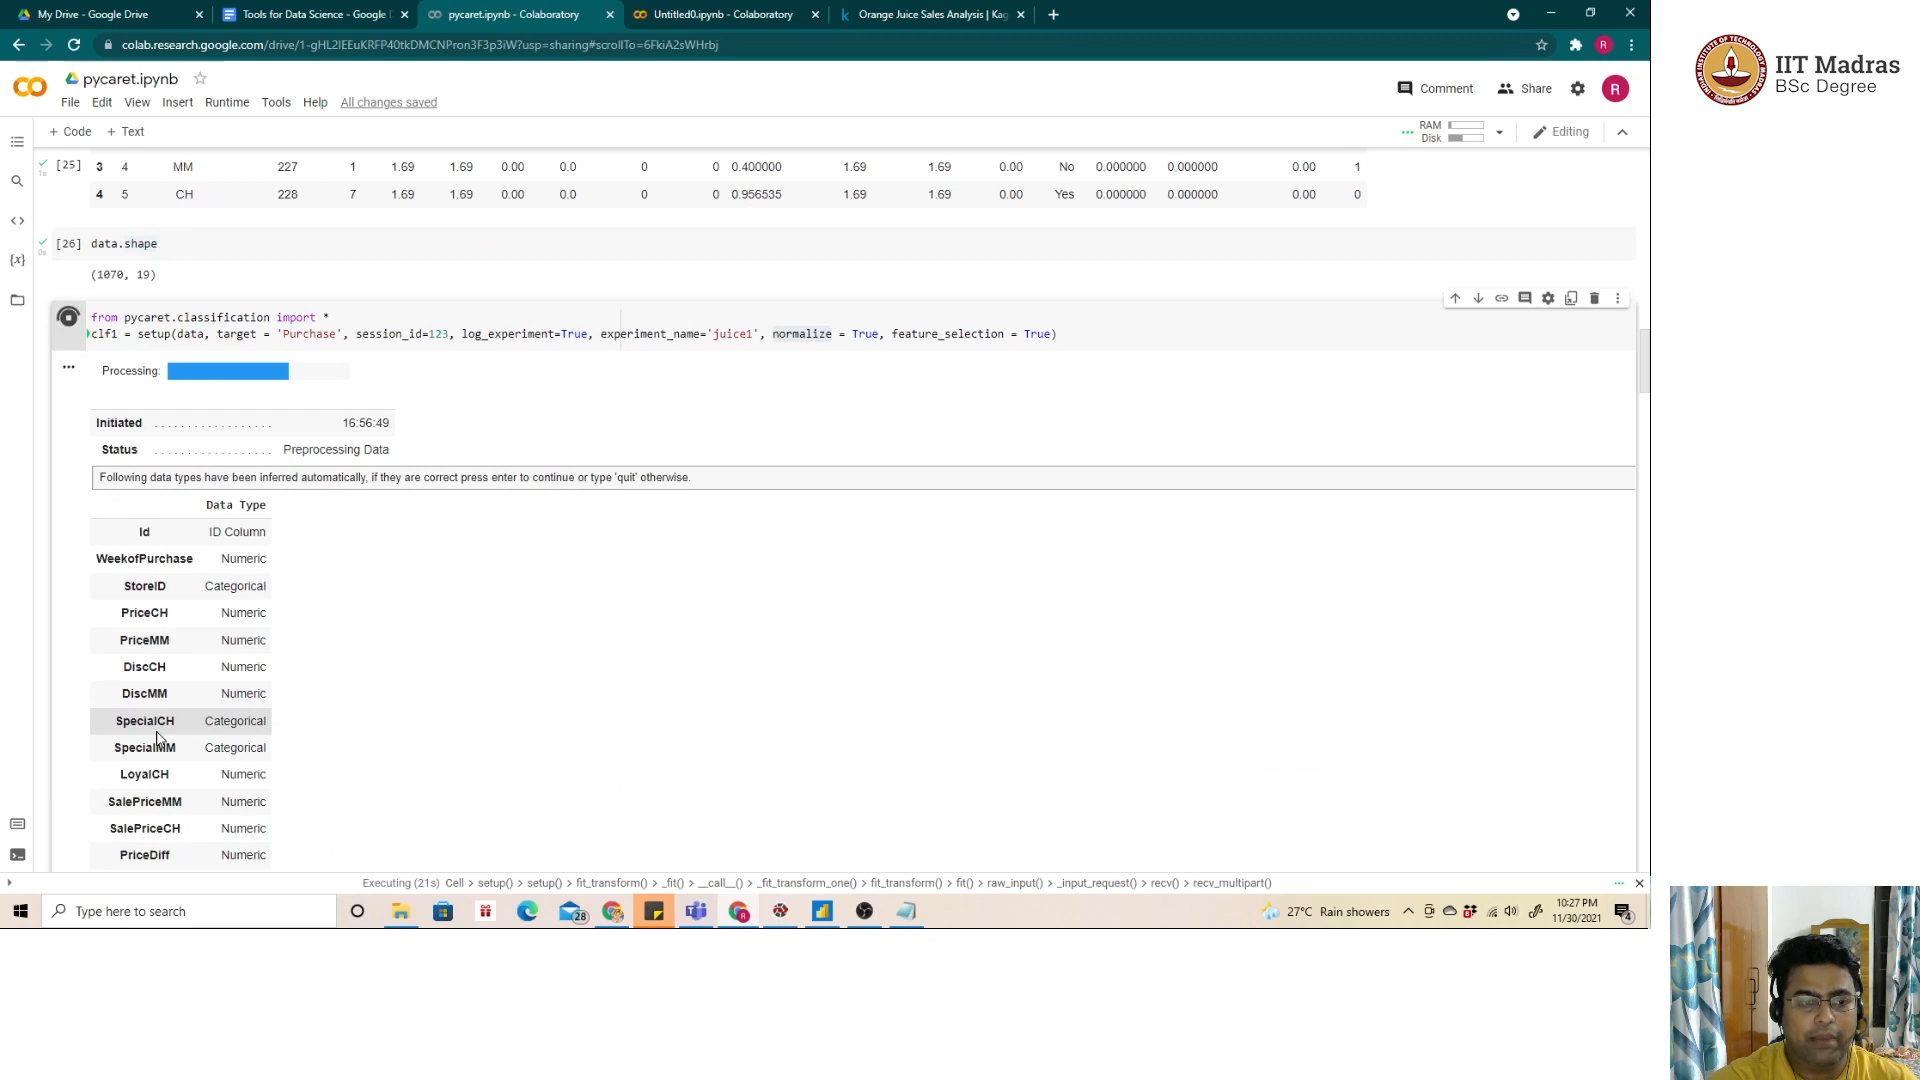 My Drive - Google Drive
Tools for Data Science - Google D
pycaret.ipynb - Colaboratory
Untitled0.ipynb - Colaboratory
Orange Juice Sales Analysis | Kag
colab.research.google.com/drive/1-gHL2IEEuKRFP40tkDMCNPron3F3p3iW?usp=sharing#scrollTo=6FkiA2sWHrbj
IIT Madras
BSc Degree
pycaret.ipynb
File Edit View Insert Runtime Tools Help All changes saved
Comment Share R
+ Code + Text
RAM
Disk
Editing
[25] 3 4 MM 227 1 1.69 1.69 0.00 0.0 0 0 0.400000 1.69 1.69 0.00 No 0.000000 0.000000 0.00 1
4 5 CH 228 7 1.69 1.69 0.00 0.0 0 0 0.956535 1.69 1.69 0.00 Yes 0.000000 0.000000 0.00 0
[26] data.shape
(1070, 19)
from pycaret.classification import *
clf1 = setup(data, target = 'Purchase', session_id=123, log_experiment=True, experiment_name='juice1', normalize = True, feature_selection = True)
Processing:
Initiated . . . . . . . . . . . . . . . . . . 16:56:49
Status . . . . . . . . . . . . . . . . . . Preprocessing Data
Following data types have been inferred automatically, if they are correct press enter to continue or type 'quit' otherwise.
Data Type
Id ID Column
WeekofPurchase Numeric
StoreID Categorical
PriceCH Numeric
PriceMM Numeric
DiscCH Numeric
DiscMM Numeric
SpecialCH Categorical
SpecialMM Categorical
LoyalCH Numeric
SalePriceMM Numeric
SalePriceCH Numeric
PriceDiff Numeric
Executing (21s) Cell > setup() > setup() > fit_transform() > _fit() > __call__() > _fit_transform_one() > fit_transform() > fit() > raw_input() > _input_request() > recv() > recv_multipart()
Type here to search
28
27°C Rain showers
10:27 PM
11/30/2021
4